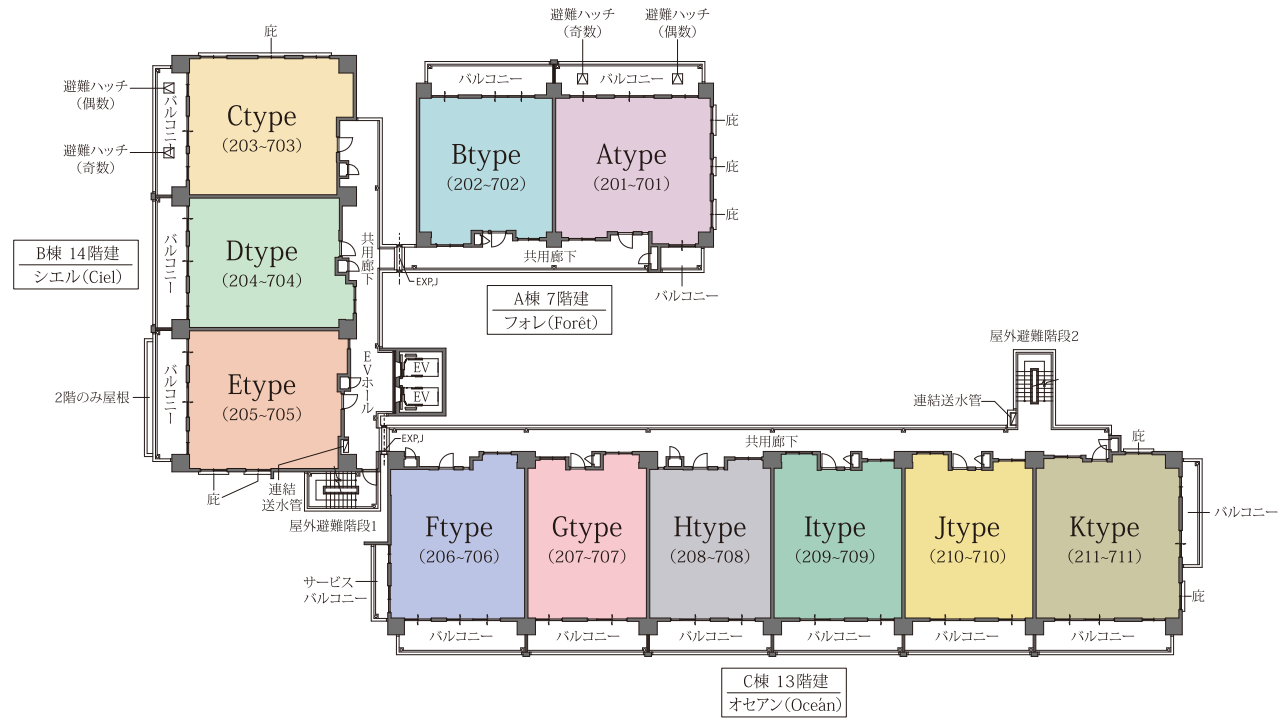 庇
避難ハッチ
(偶数)
避難ハッチ
(奇数)
バルコニー
Ctype
(203~703)
避難ハッチ
(奇数)
避難ハッチ
(偶数)
バルコニー
バルコニー
Btype
(202~702)
Atype
(201~701)
庇
庇
庇
B棟 14階建
シエル(Ciel)
バルコニー
Dtype
(204~704)
共用廊下
共用廊下
EXP,J
バルコニー
A棟 7階建
フォレ(Forêt)
2階のみ屋根
バルコニー
Etype
(205~705)
EVホール
EV
EV
屋外避難階段2
連結送水管
EXP,J
共用廊下
庇
庇
連結
送水管
屋外避難階段1
Ftype
(206~706)
Gtype
(207~707)
Htype
(208~708)
Itype
(209~709)
Jtype
(210~710)
Ktype
(211~711)
バルコニー
庇
サービス
バルコニー
バルコニー
バルコニー
バルコニー
バルコニー
バルコニー
バルコニー
C棟 13階建
オセアン(Oceán)